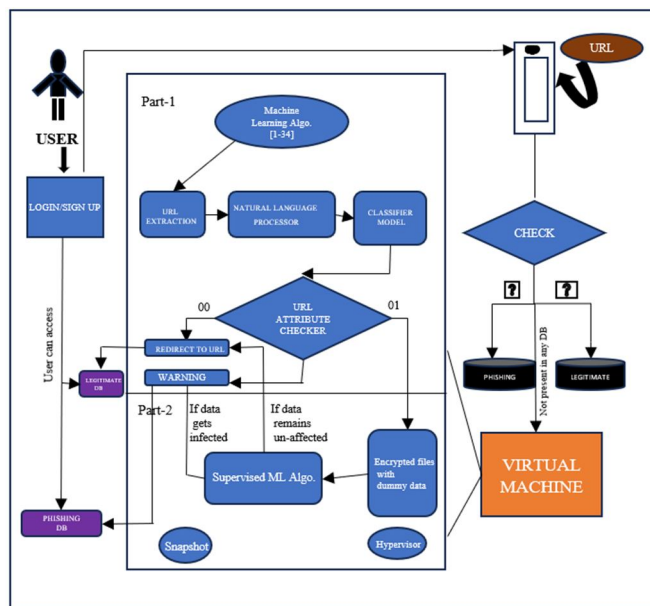 URL
USER
LOGIN/SIGN UP
Part-1
Machine
Learning Algo.
[1-34]
URL
EXTRACTION
NATURAL LANGUAGE
PROCESSOR
CLASSIFIER
MODEL
CHECK
00
URL
ATTRIBUTE
CHECKER
01
?
?
User can access
REDIRECT TO URL
LEGITIMATE
DB
WARNING
PHISHING
LEGITIMATE
Not present in any DB
Part-2
If data
gets
infected
If data
remains
un-affected
Supervised ML Algo.
Encrypted files
with
dummy data
VIRTUAL
MACHINE
PHISHING
DB
Snapshot
Hypervisor